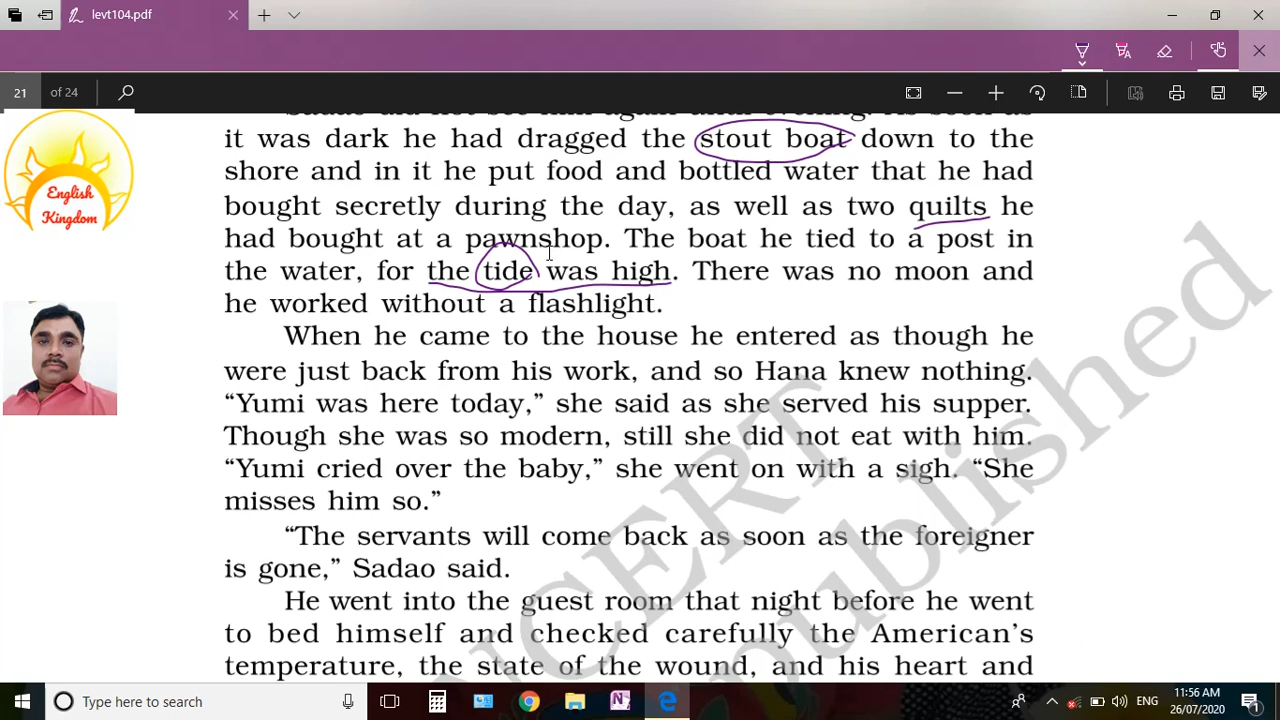 levt104.pdf
21 of 24
English
Kingdom
it was dark he had dragged the stout boat down to the
shore and in it he put food and bottled water that he had
bought secretly during the day, as well as two quilts he
had bought at a pawnshop. The boat he tied to a post in
the water, for the tide was high. There was no moon and
he worked without a flashlight.
When he came to the house he entered as though he
were just back from his work, and so Hana knew nothing.
“Yumi was here today,” she said as she served his supper.
Though she was so modern, still she did not eat with him.
“Yumi cried over the baby,” she went on with a sigh. “She
misses him so.”
“The servants will come back as soon as the foreigner
is gone,” Sadao said.
He went into the guest room that night before he went
to bed himself and checked carefully the American’s
temperature, the state of the wound, and his heart and
NCERT
published
Type here to search
ENG
11:56 AM
26/07/2020